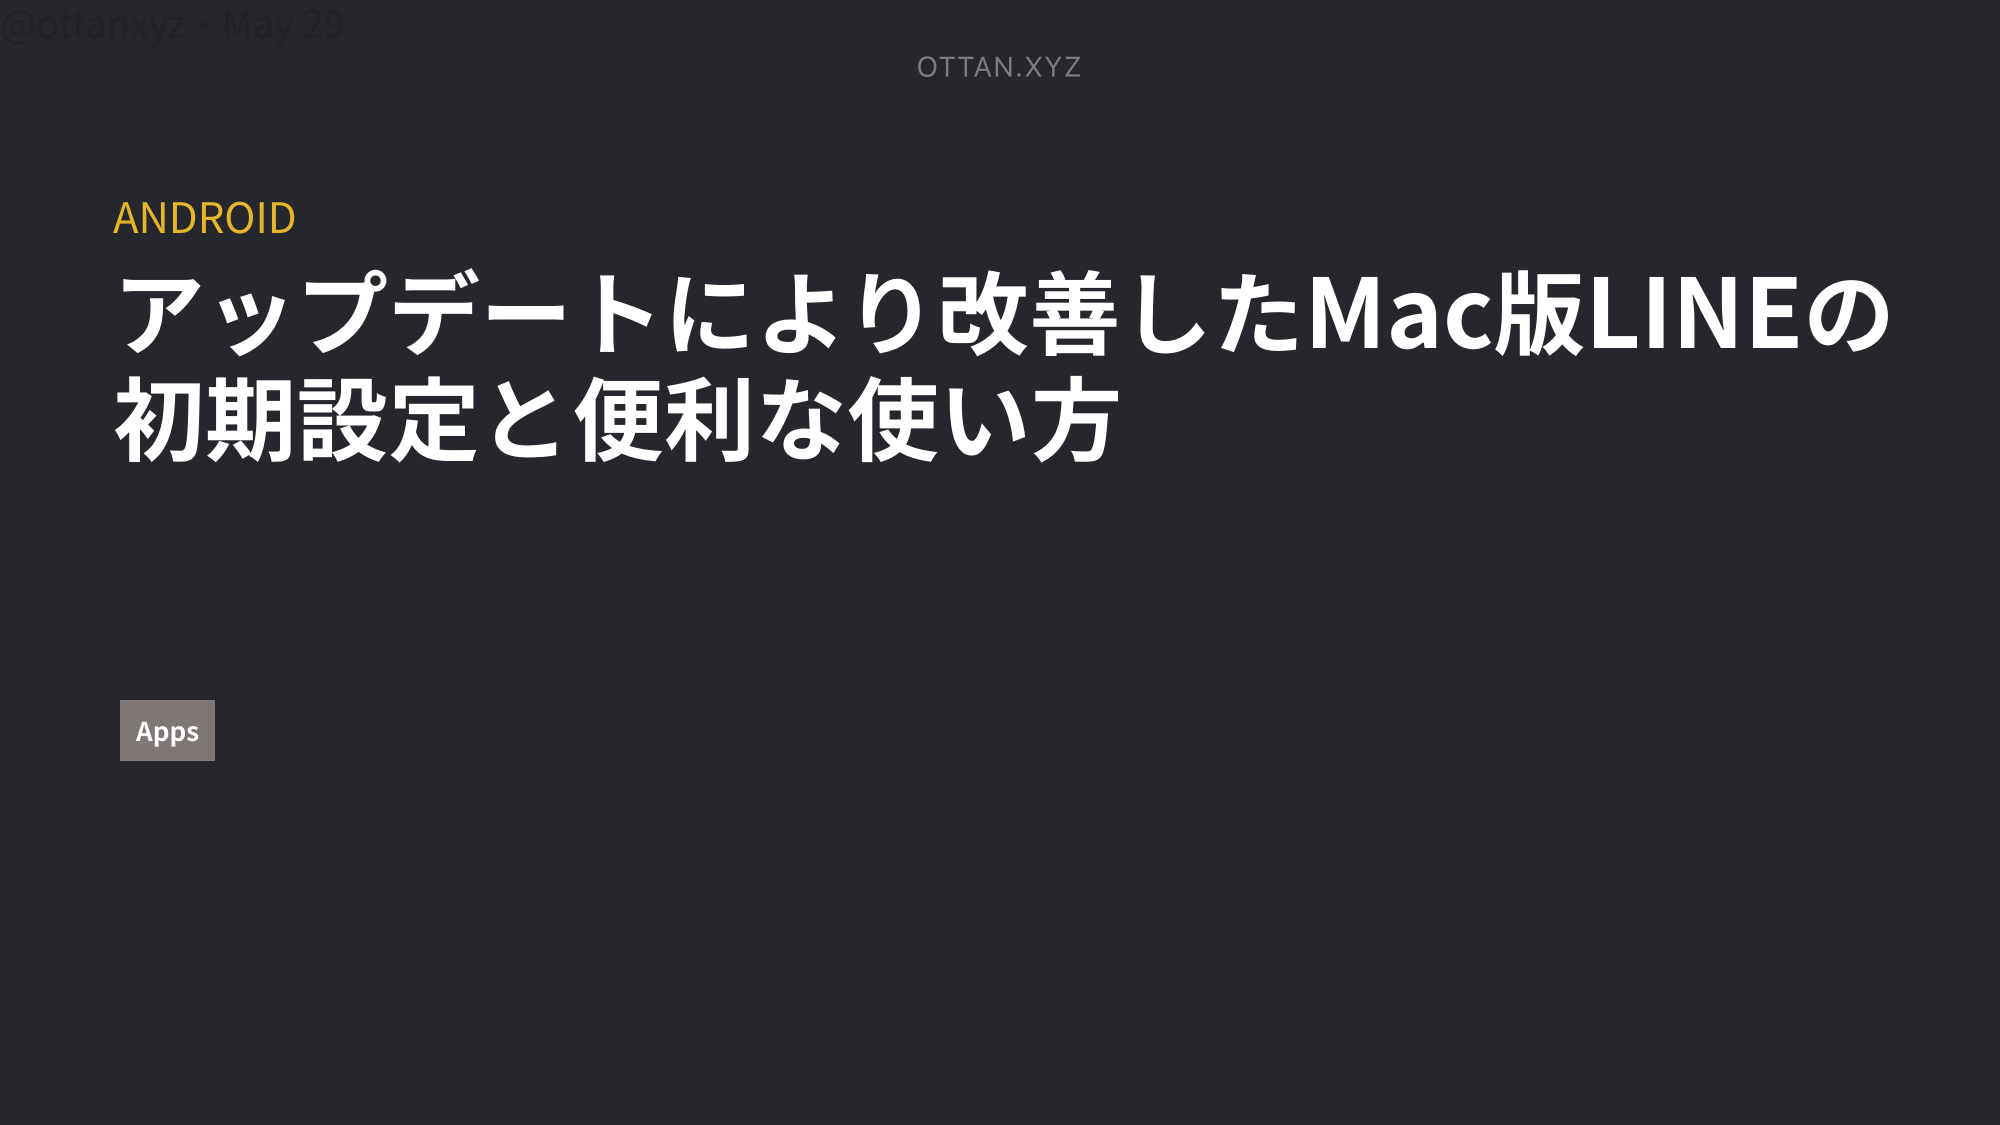 @ottanxyz・May 29
OTTAN.XYZ
ANDROID
アップデートにより改善したMac版LINEの
初期設定と便利な使い方
Apps